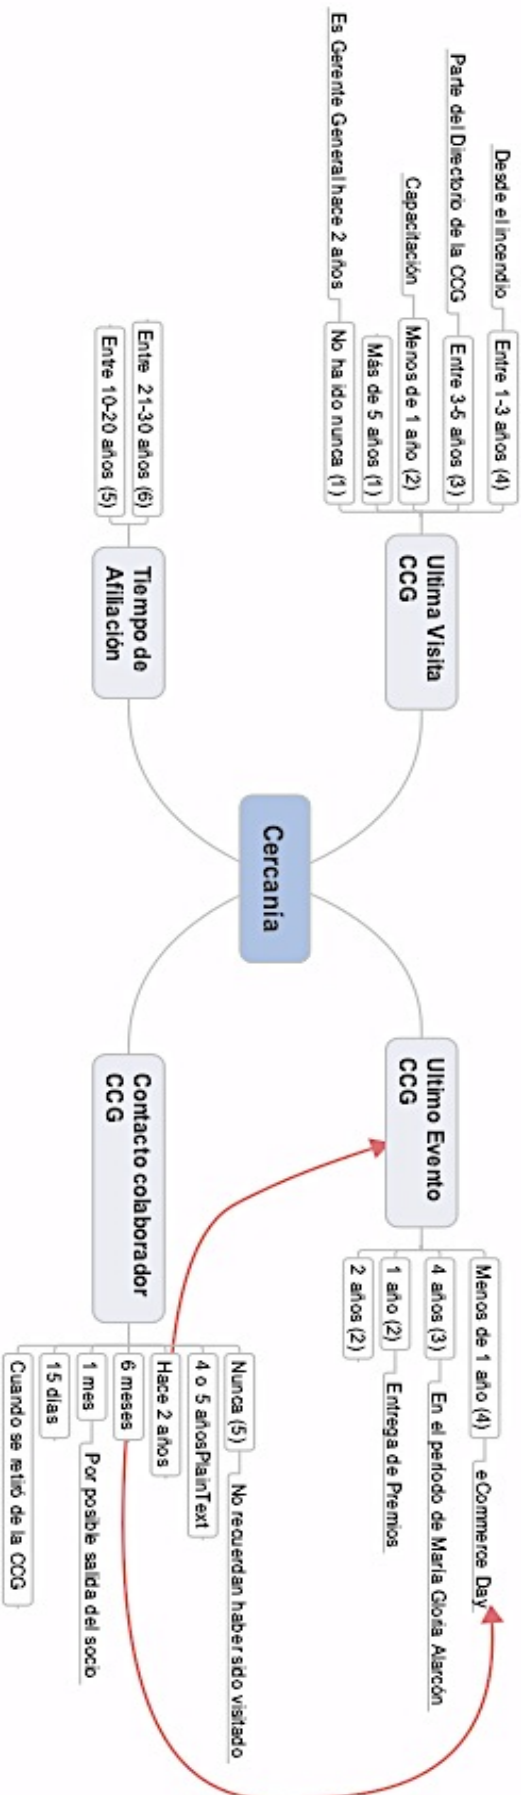 Cercania
Ultima Visita
CCG
Entre 1-3 años (4)
Desde el incendio
Entre 3-5 años (3)
Parte del Directorio de la CCG
Menos de 1 año (2)
Capacitación
Más de 5 años (1)
No ha ido nunca (1)
Es Gerente General hace 2 años
Tiempo de
Afiliación
Entre 21-30 años (6)
Entre 10-20 años (5)
Ultimo Evento
CCG
Menos de 1 año (4)
eCommerce Day
4 años (3)
En el período de María Gloria Alarcón
1 año (2)
Entrega de Premios
2 años (2)
Contacto colaborador
CCG
Nunca (5)
No recuerdan haber sido visitado
4 o 5 añosPlainText
Hace 2 años
6 meses
1 mes
Por posible salida del socio
15 días
Cuando se retiró de la CCG